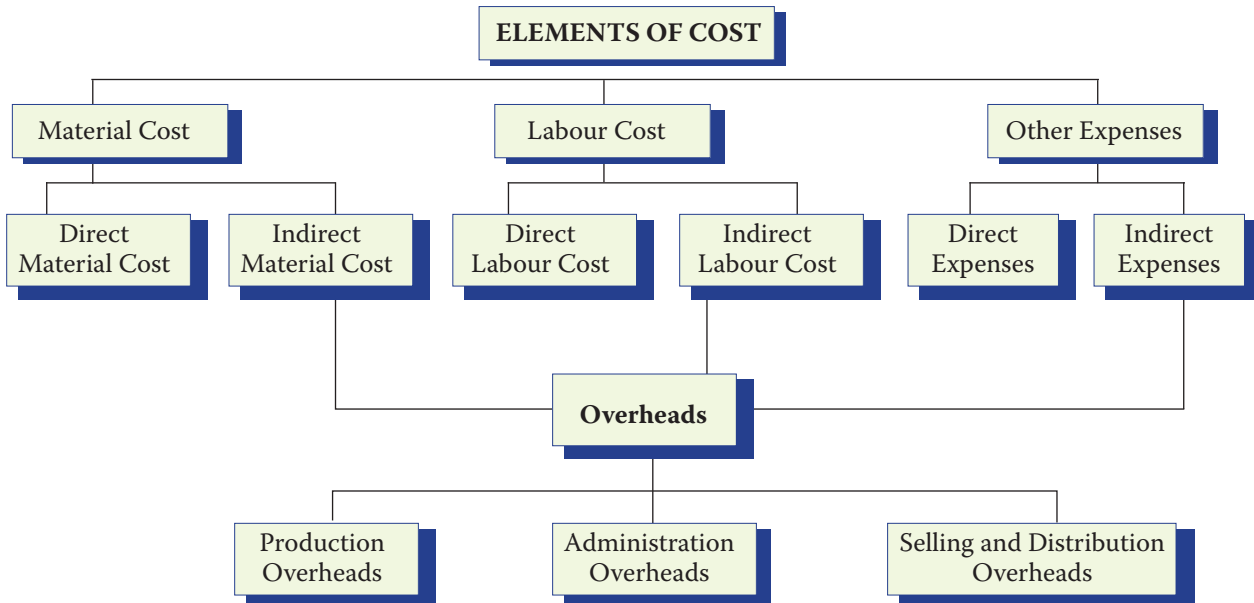 ELEMENTS OF COST
Material Cost
Labour Cost
Other Expenses
Direct
Material Cost
Indirect
Material Cost
Direct
Labour Cost
Indirect
Labour Cost
Direct
Expenses
Indirect
Expenses
Overheads
Production
Overheads
Administration
Overheads
Selling and Distribution
Overheads